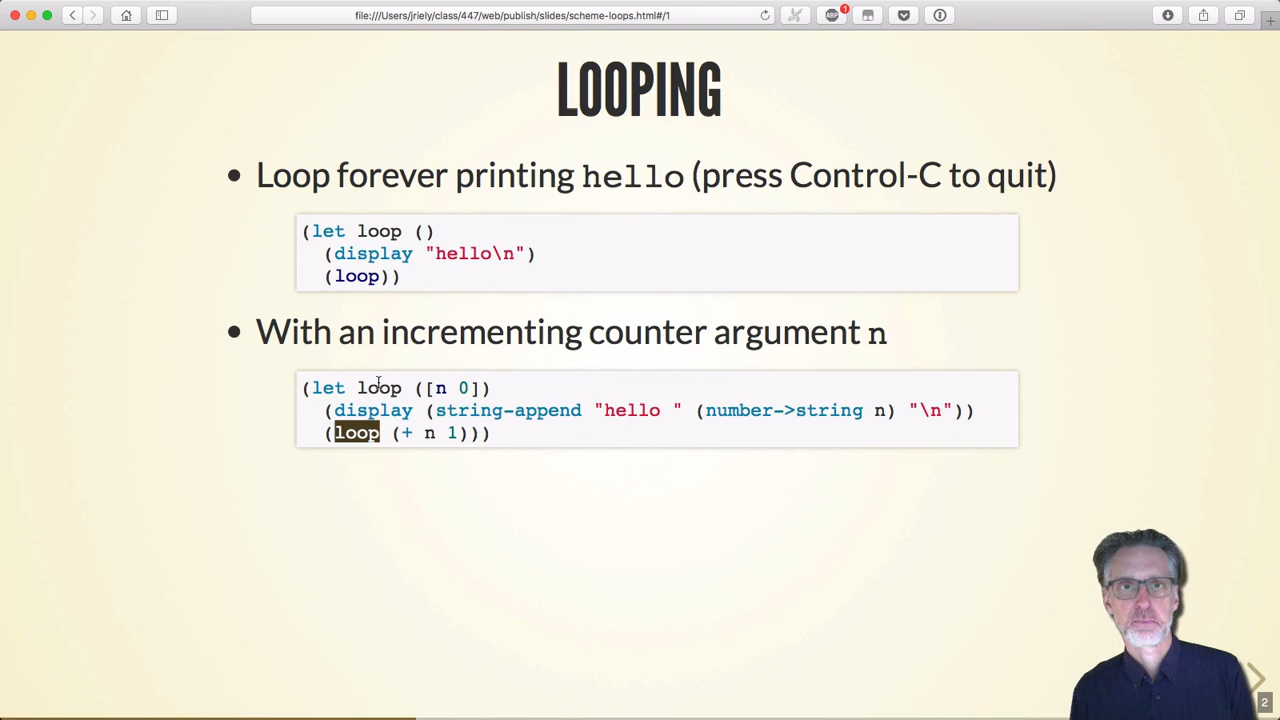 file:///Users/jriely/class/447/web/publish/slides/scheme-loops.html#/1
ABP
1
LOOPING
• Loop forever printing hello (press Control-C to quit)
(let loop ()
  (display "hello\n")
  (loop))
• With an incrementing counter argument n
(let loop ([n 0])
  (display (string-append "hello " (number->string n) "\n"))
  (loop (+ n 1)))
2